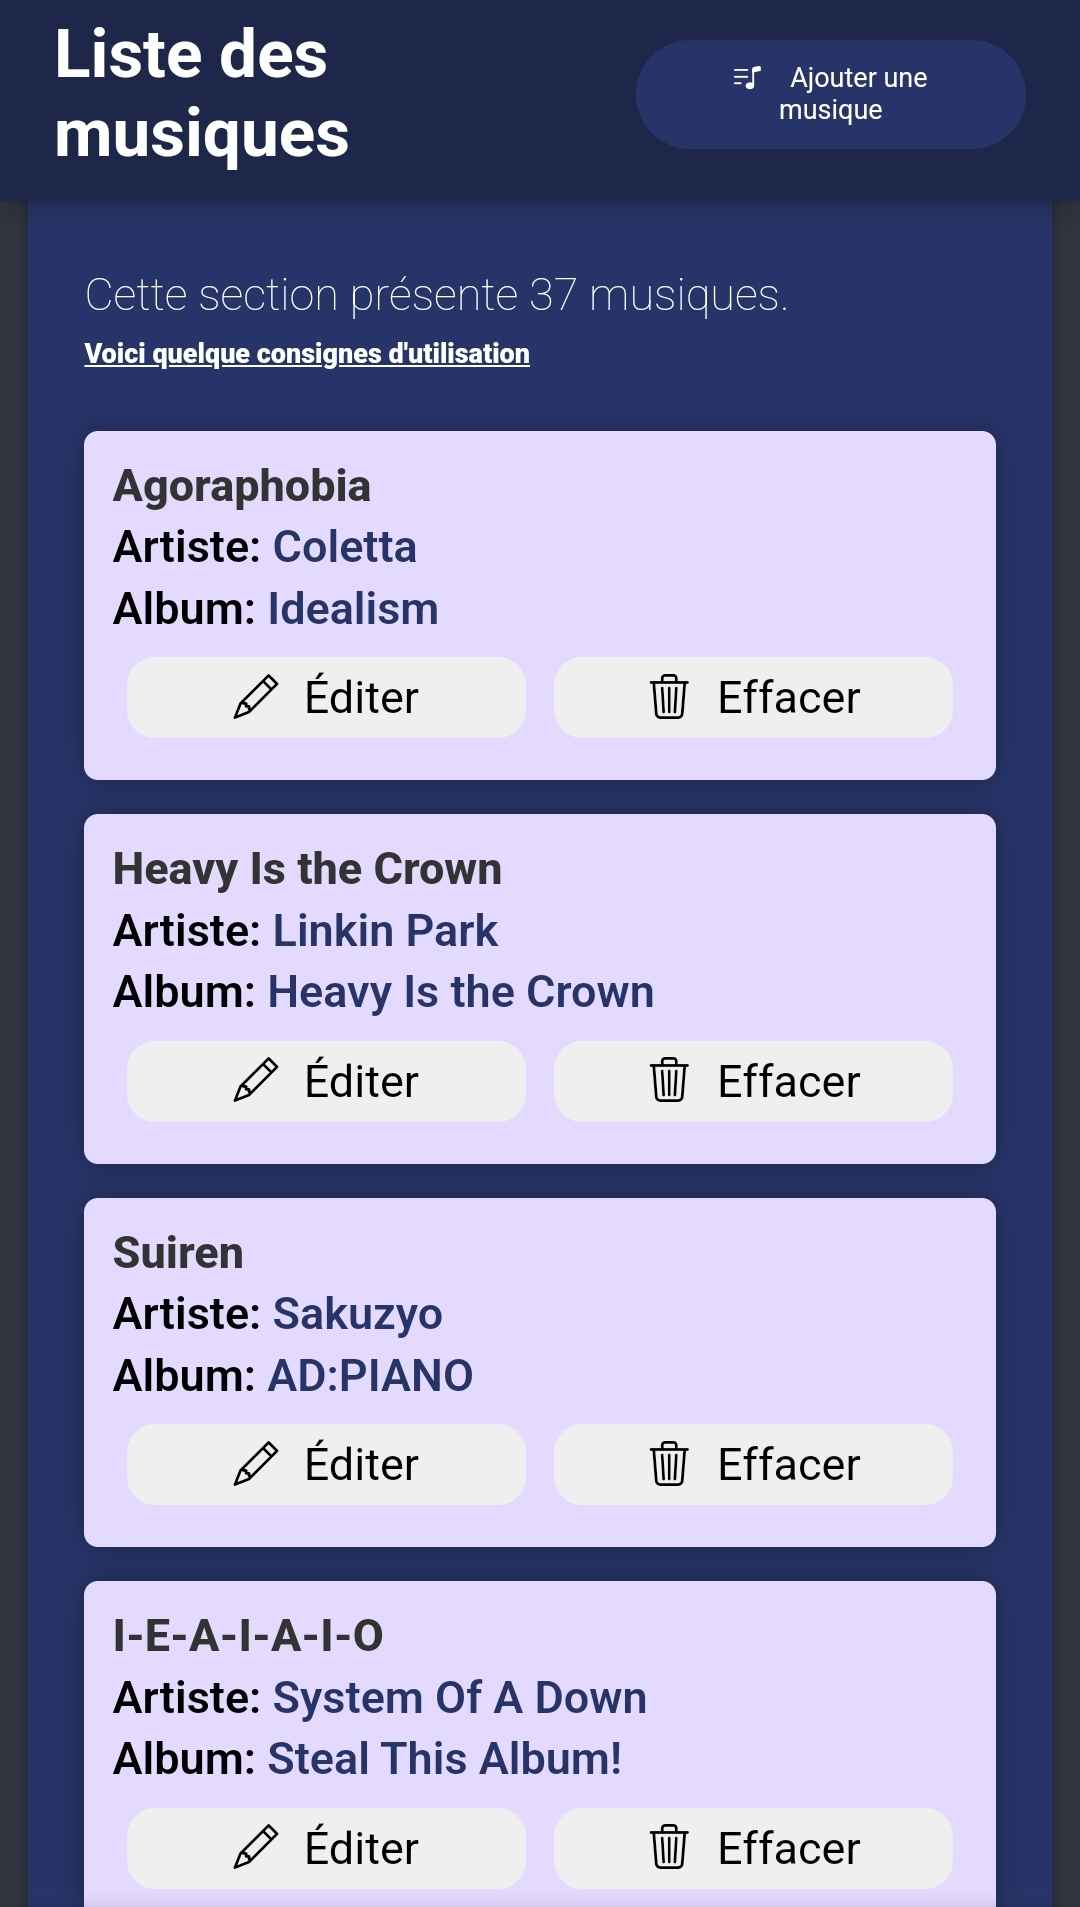 Liste des
musiques
Ajouter une
musique
Cette section présente 37 musiques.
Voici quelque consignes d'utilisation
Agoraphobia
Artiste: Coletta
Album: Idealism
Éditer Effacer
Heavy Is the Crown
Artiste: Linkin Park
Album: Heavy Is the Crown
Éditer Effacer
Suiren
Artiste: Sakuzyo
Album: AD:PIANO
Éditer Effacer
I-E-A-I-A-I-O
Artiste: System Of A Down
Album: Steal This Album!
Éditer Effacer